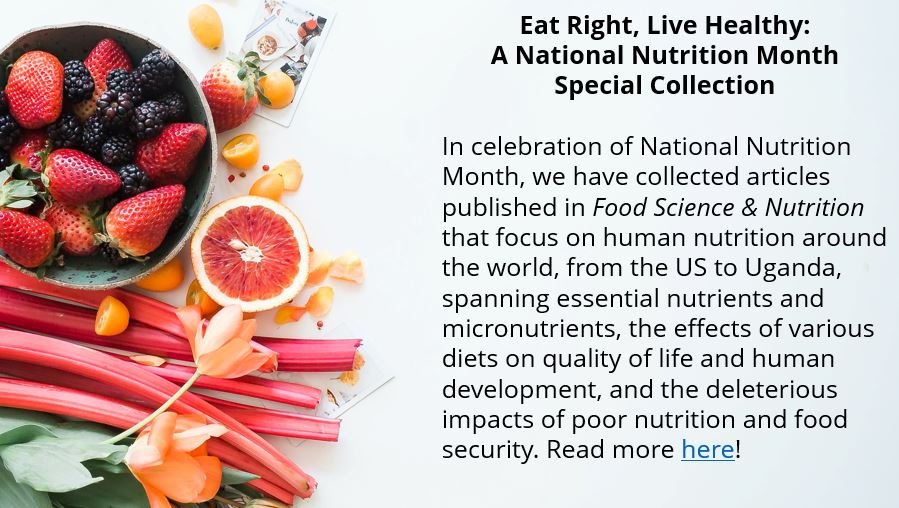 Eat Right, Live Healthy:
A National Nutrition Month
Special Collection
In celebration of National Nutrition
Month, we have collected articles
published in Food Science & Nutrition
that focus on human nutrition around
the world, from the US to Uganda,
spanning essential nutrients and
micronutrients, the effects of various
diets on quality of life and human
development, and the deleterious
impacts of poor nutrition and food
security. Read more here!